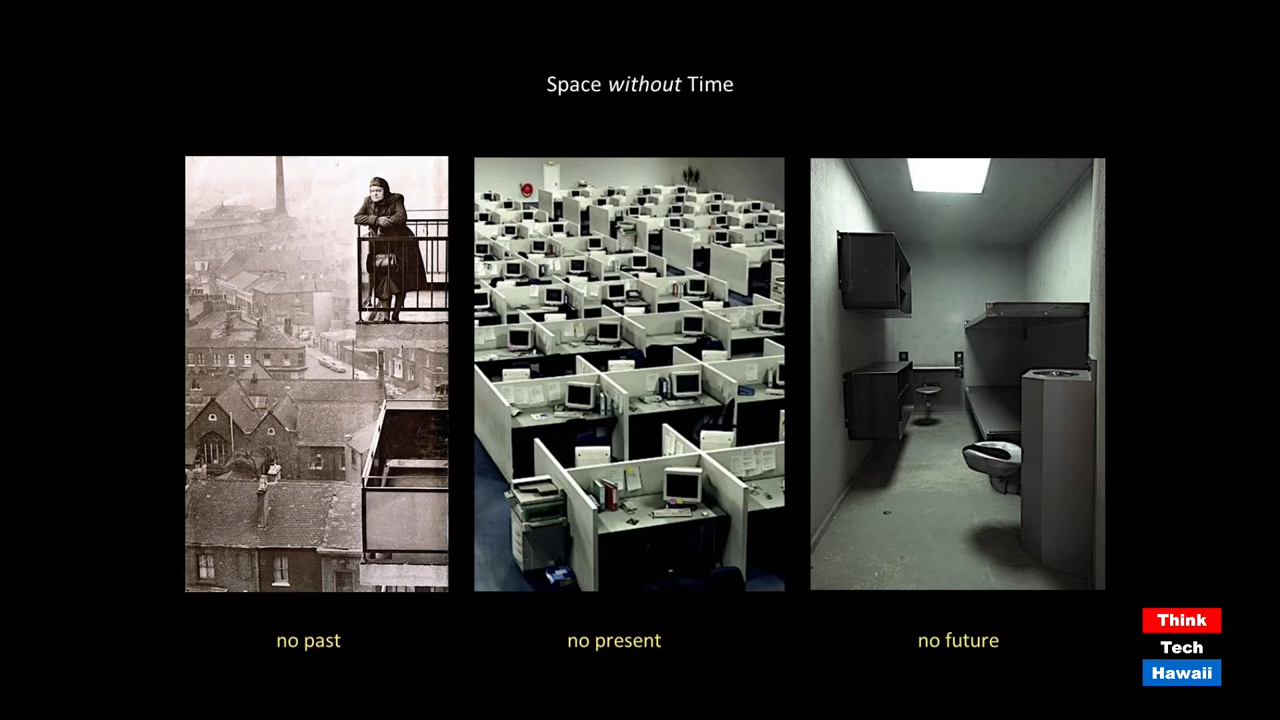 Space without Time
no past
no present
no future
Think
Tech
Hawaii